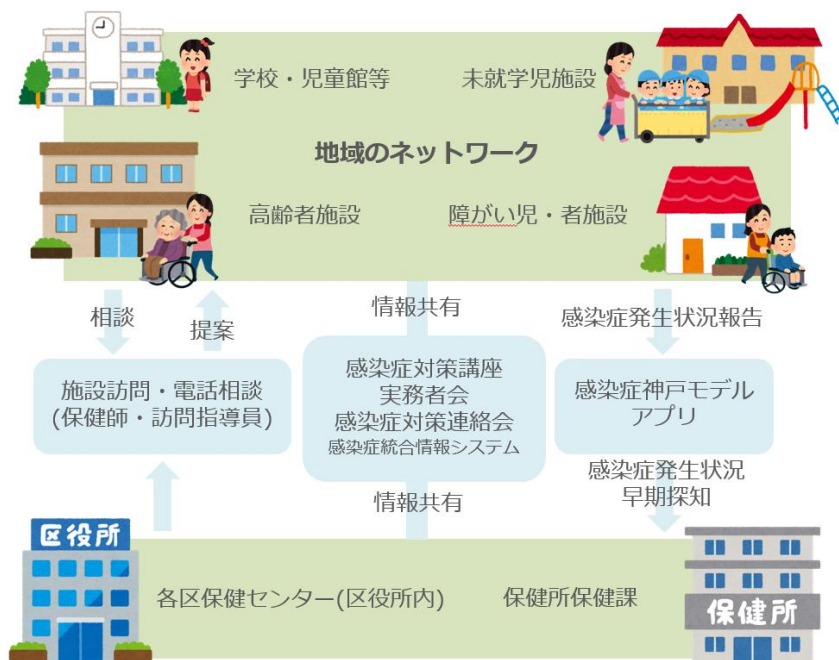 学校・児童館等
未就学児施設
地域のネットワーク
高齢者施設
障がい児・者施設
相談
提案
情報共有
感染症発生状況報告
施設訪問・電話相談
(保健師・訪問指導員)
感染症対策講座
実務者会
感染症対策連絡会
感染症統合情報システム
感染症神戸モデル
アプリ
情報共有
感染症発生状況
早期探知
区役所
各区保健センター(区役所内)
保健所保健課
保健所